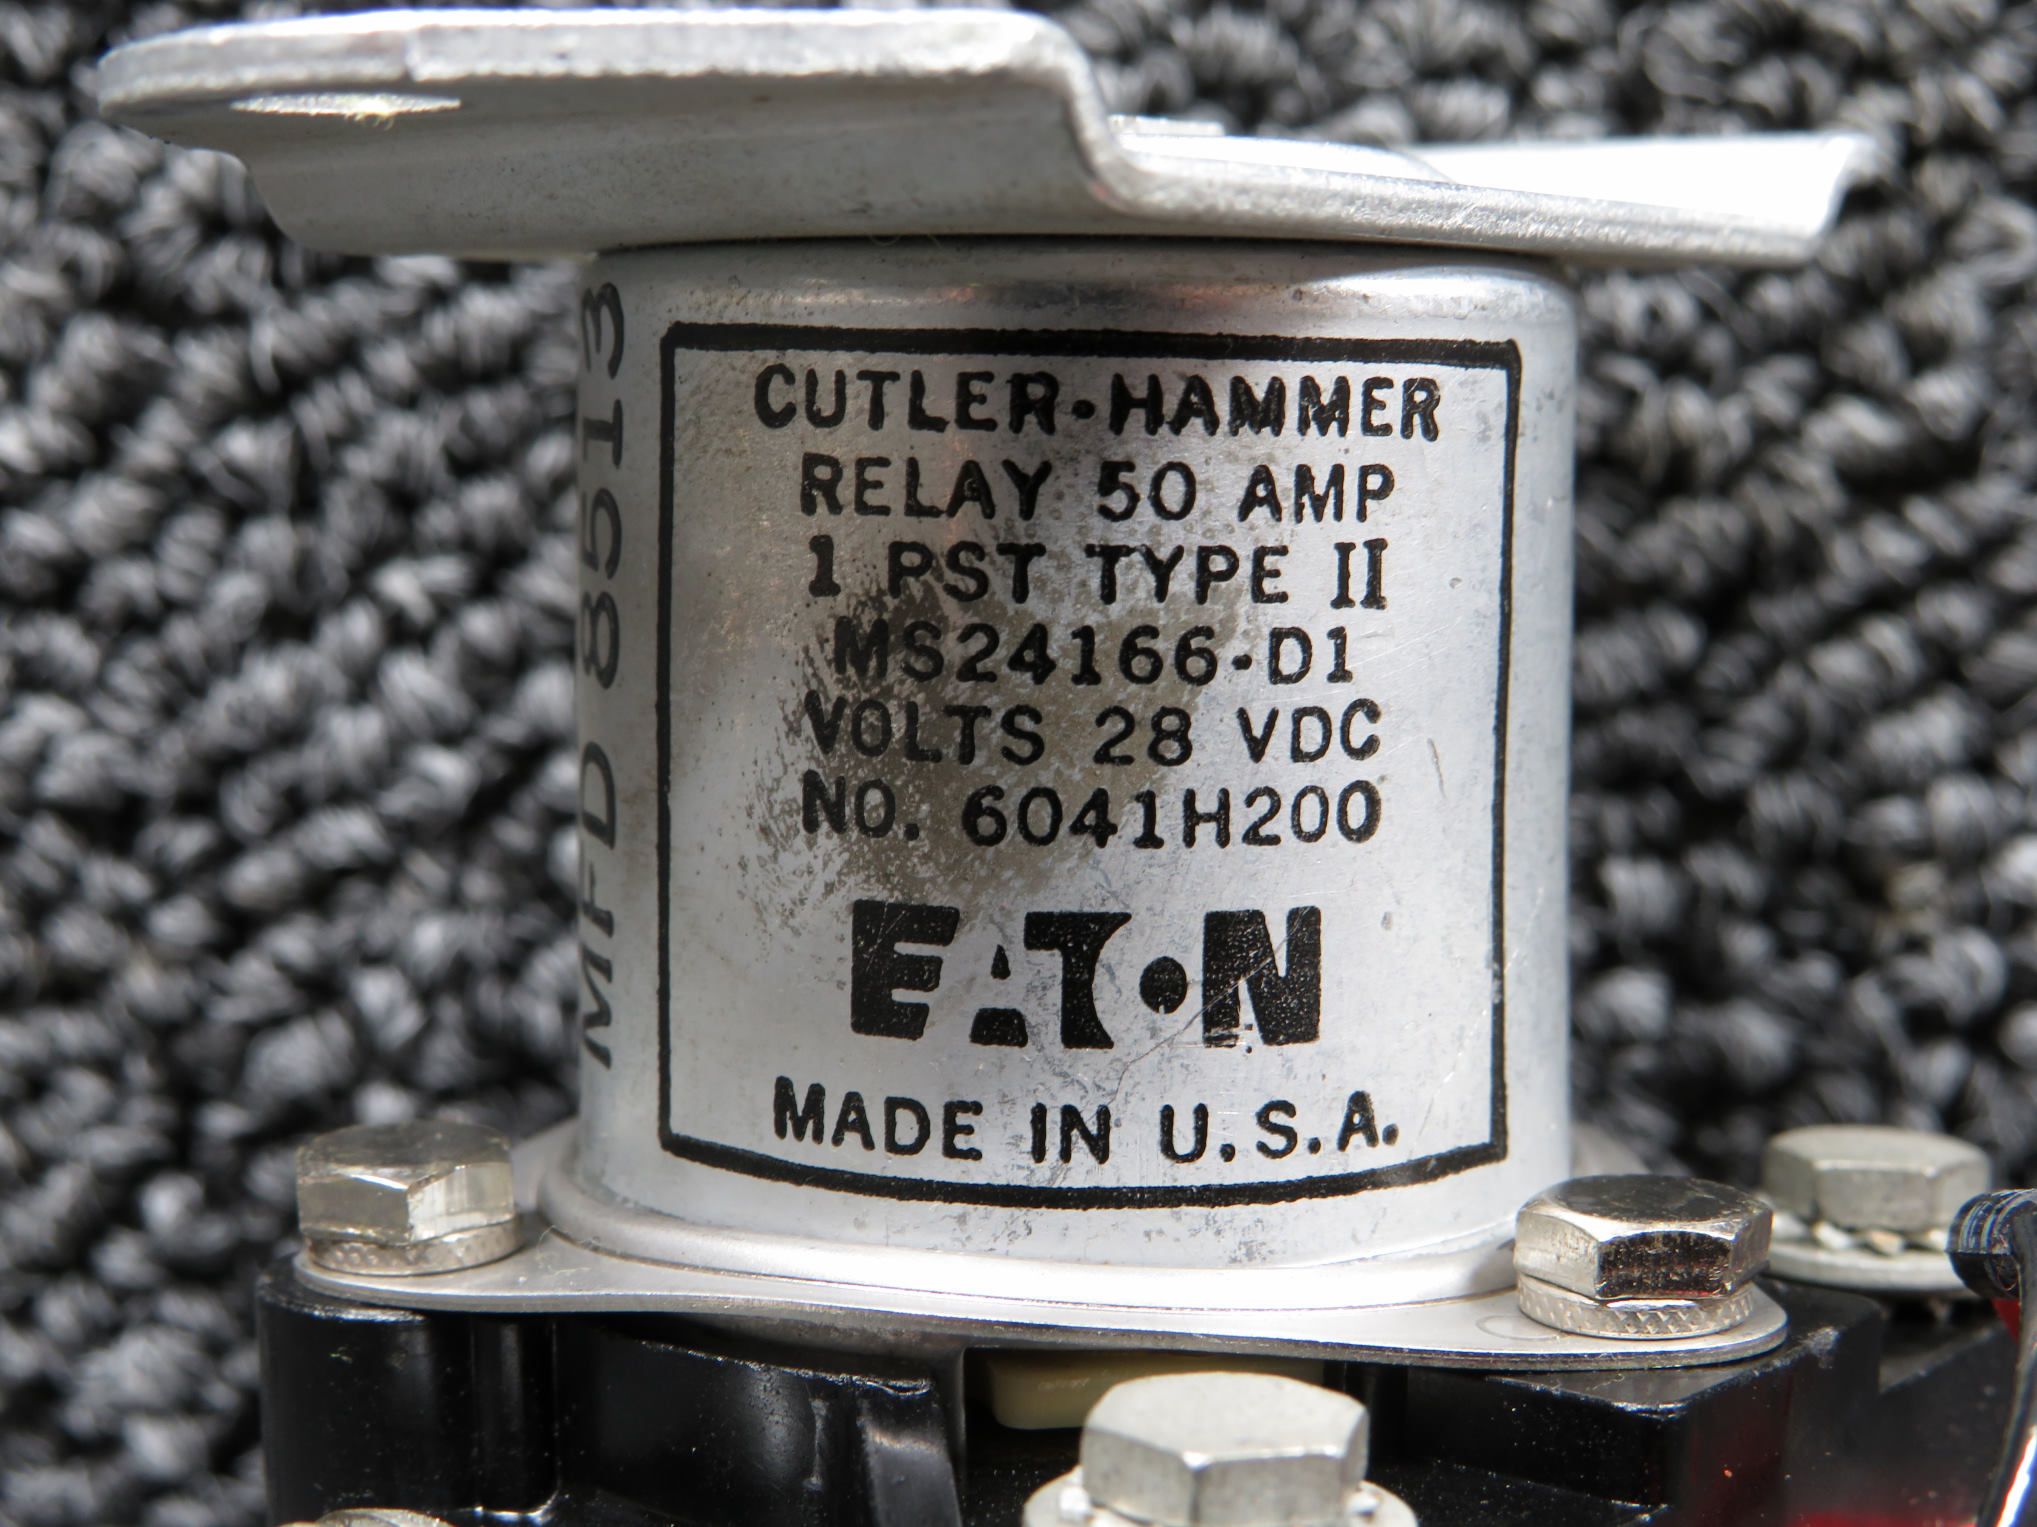 CUTLER-HAMMER
RELAY 50 AMP
1 PST TYPE II
MS24166-D1
VOLTS 28 VDC
NO. 6041H200
EATON
MADE IN U.S.A.
MFD 8513